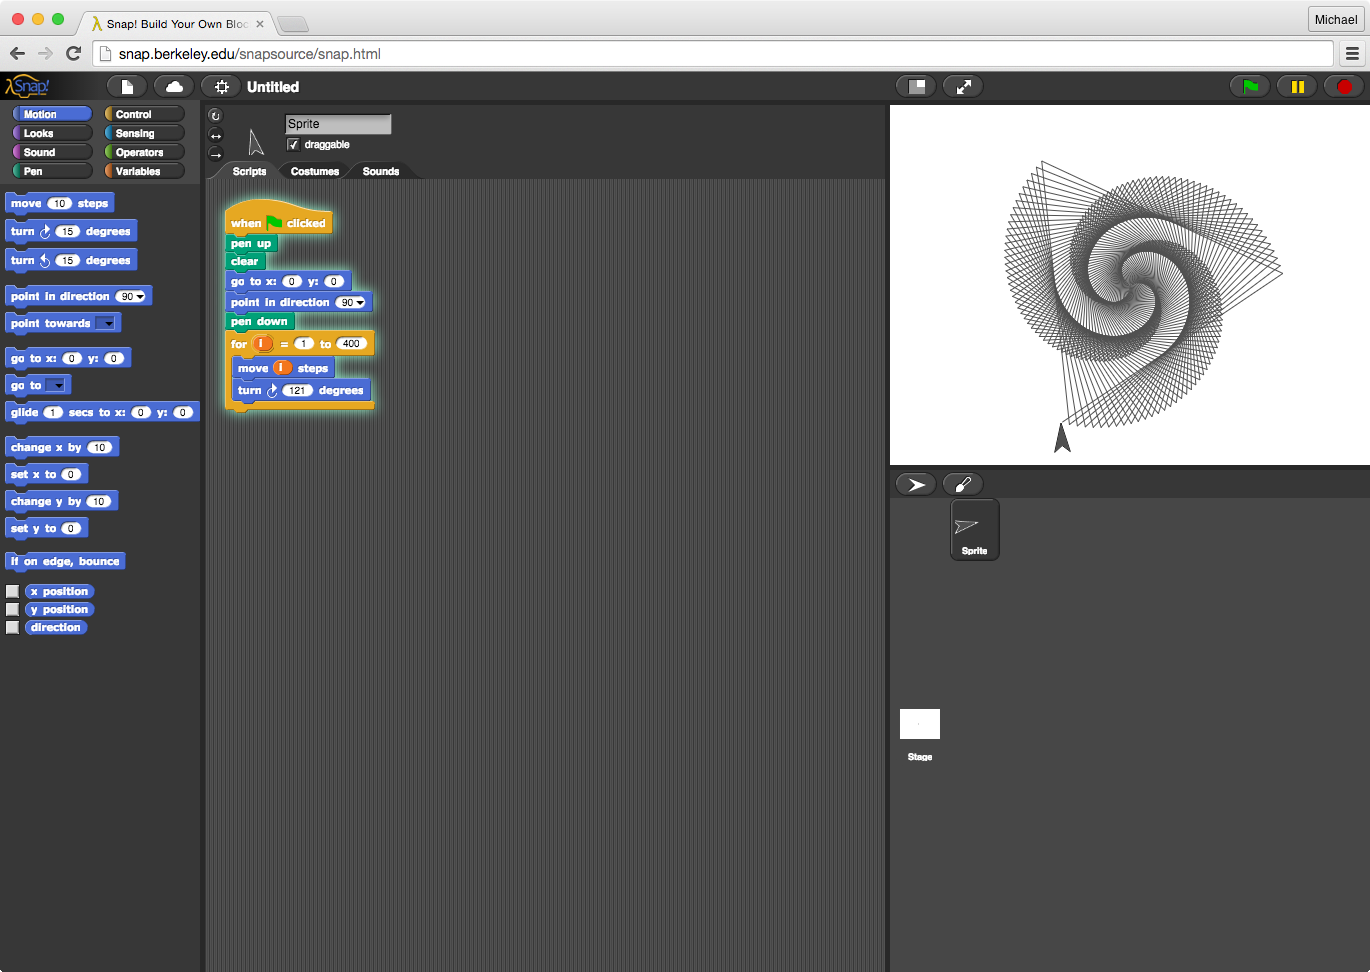 Snap! Build Your Own Bloc
Michael
snap.berkeley.edu/snapsource/snap.html
λSnap!
Untitled
Motion
Control
Looks
Sensing
Sound
Operators
Pen
Variables
Sprite
draggable
Scripts
Costumes
Sounds
move 10 steps
turn 15 degrees
turn 15 degrees
point in direction 90
point towards
go to x: 0 y: 0
go to
glide 1 secs to x: 0 y: 0
change x by 10
set x to 0
change y by 10
set y to 0
if on edge, bounce
x position
y position
direction
when clicked
pen up
clear
go to x: 0 y: 0
point in direction 90
pen down
for i = 1 to 400
move i steps
turn 121 degrees
Sprite
Stage